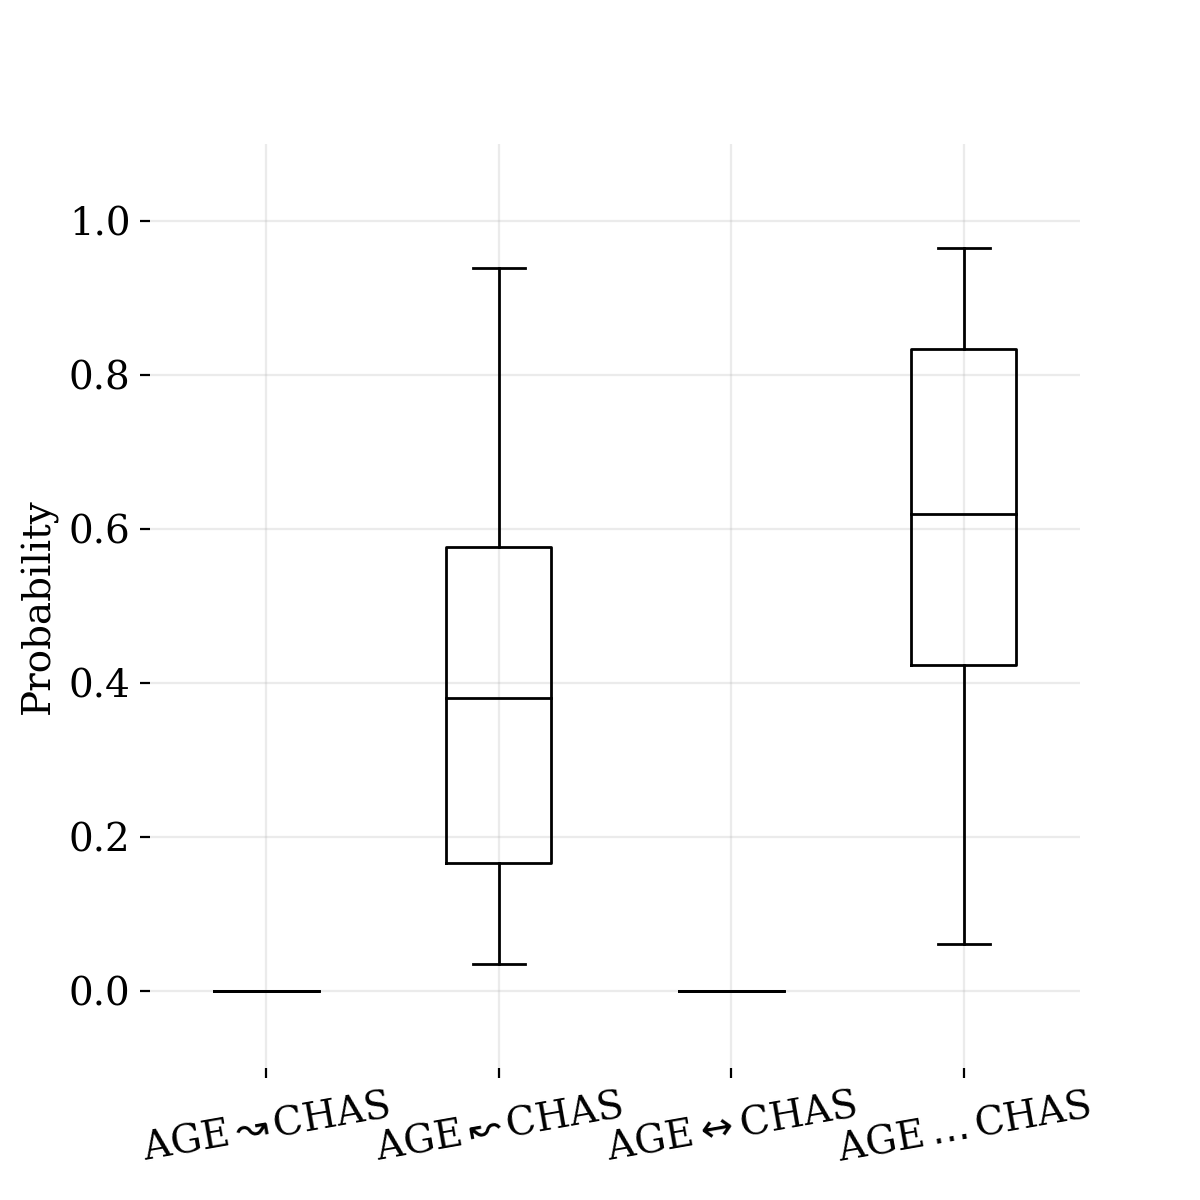 Probability
1.0
0.8
0.6
0.4
0.2
0.0
AGE ↝ CHAS
AGE ↜ CHAS
AGE ↔ CHAS
AGE … CHAS